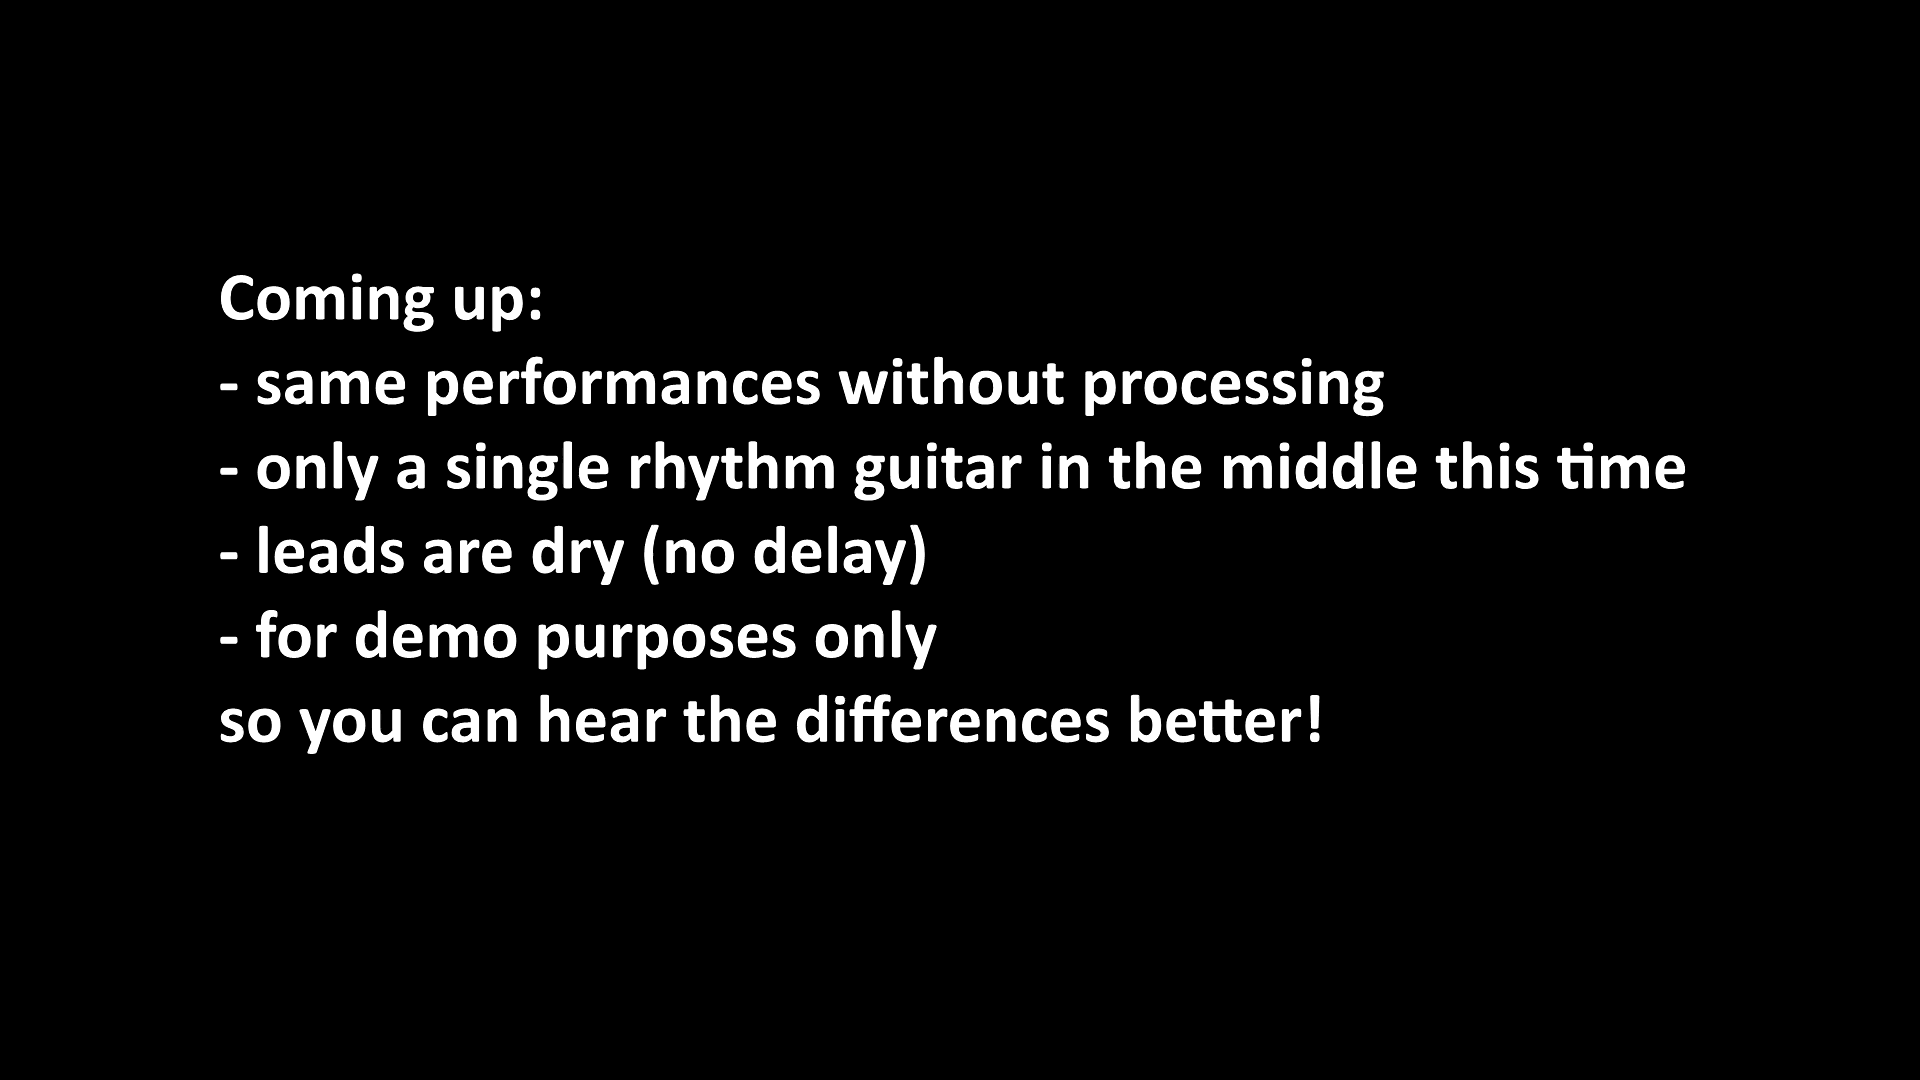 Coming up:
- same performances without processing
- only a single rhythm guitar in the middle this time
- leads are dry (no delay)
- for demo purposes only
so you can hear the differences better!